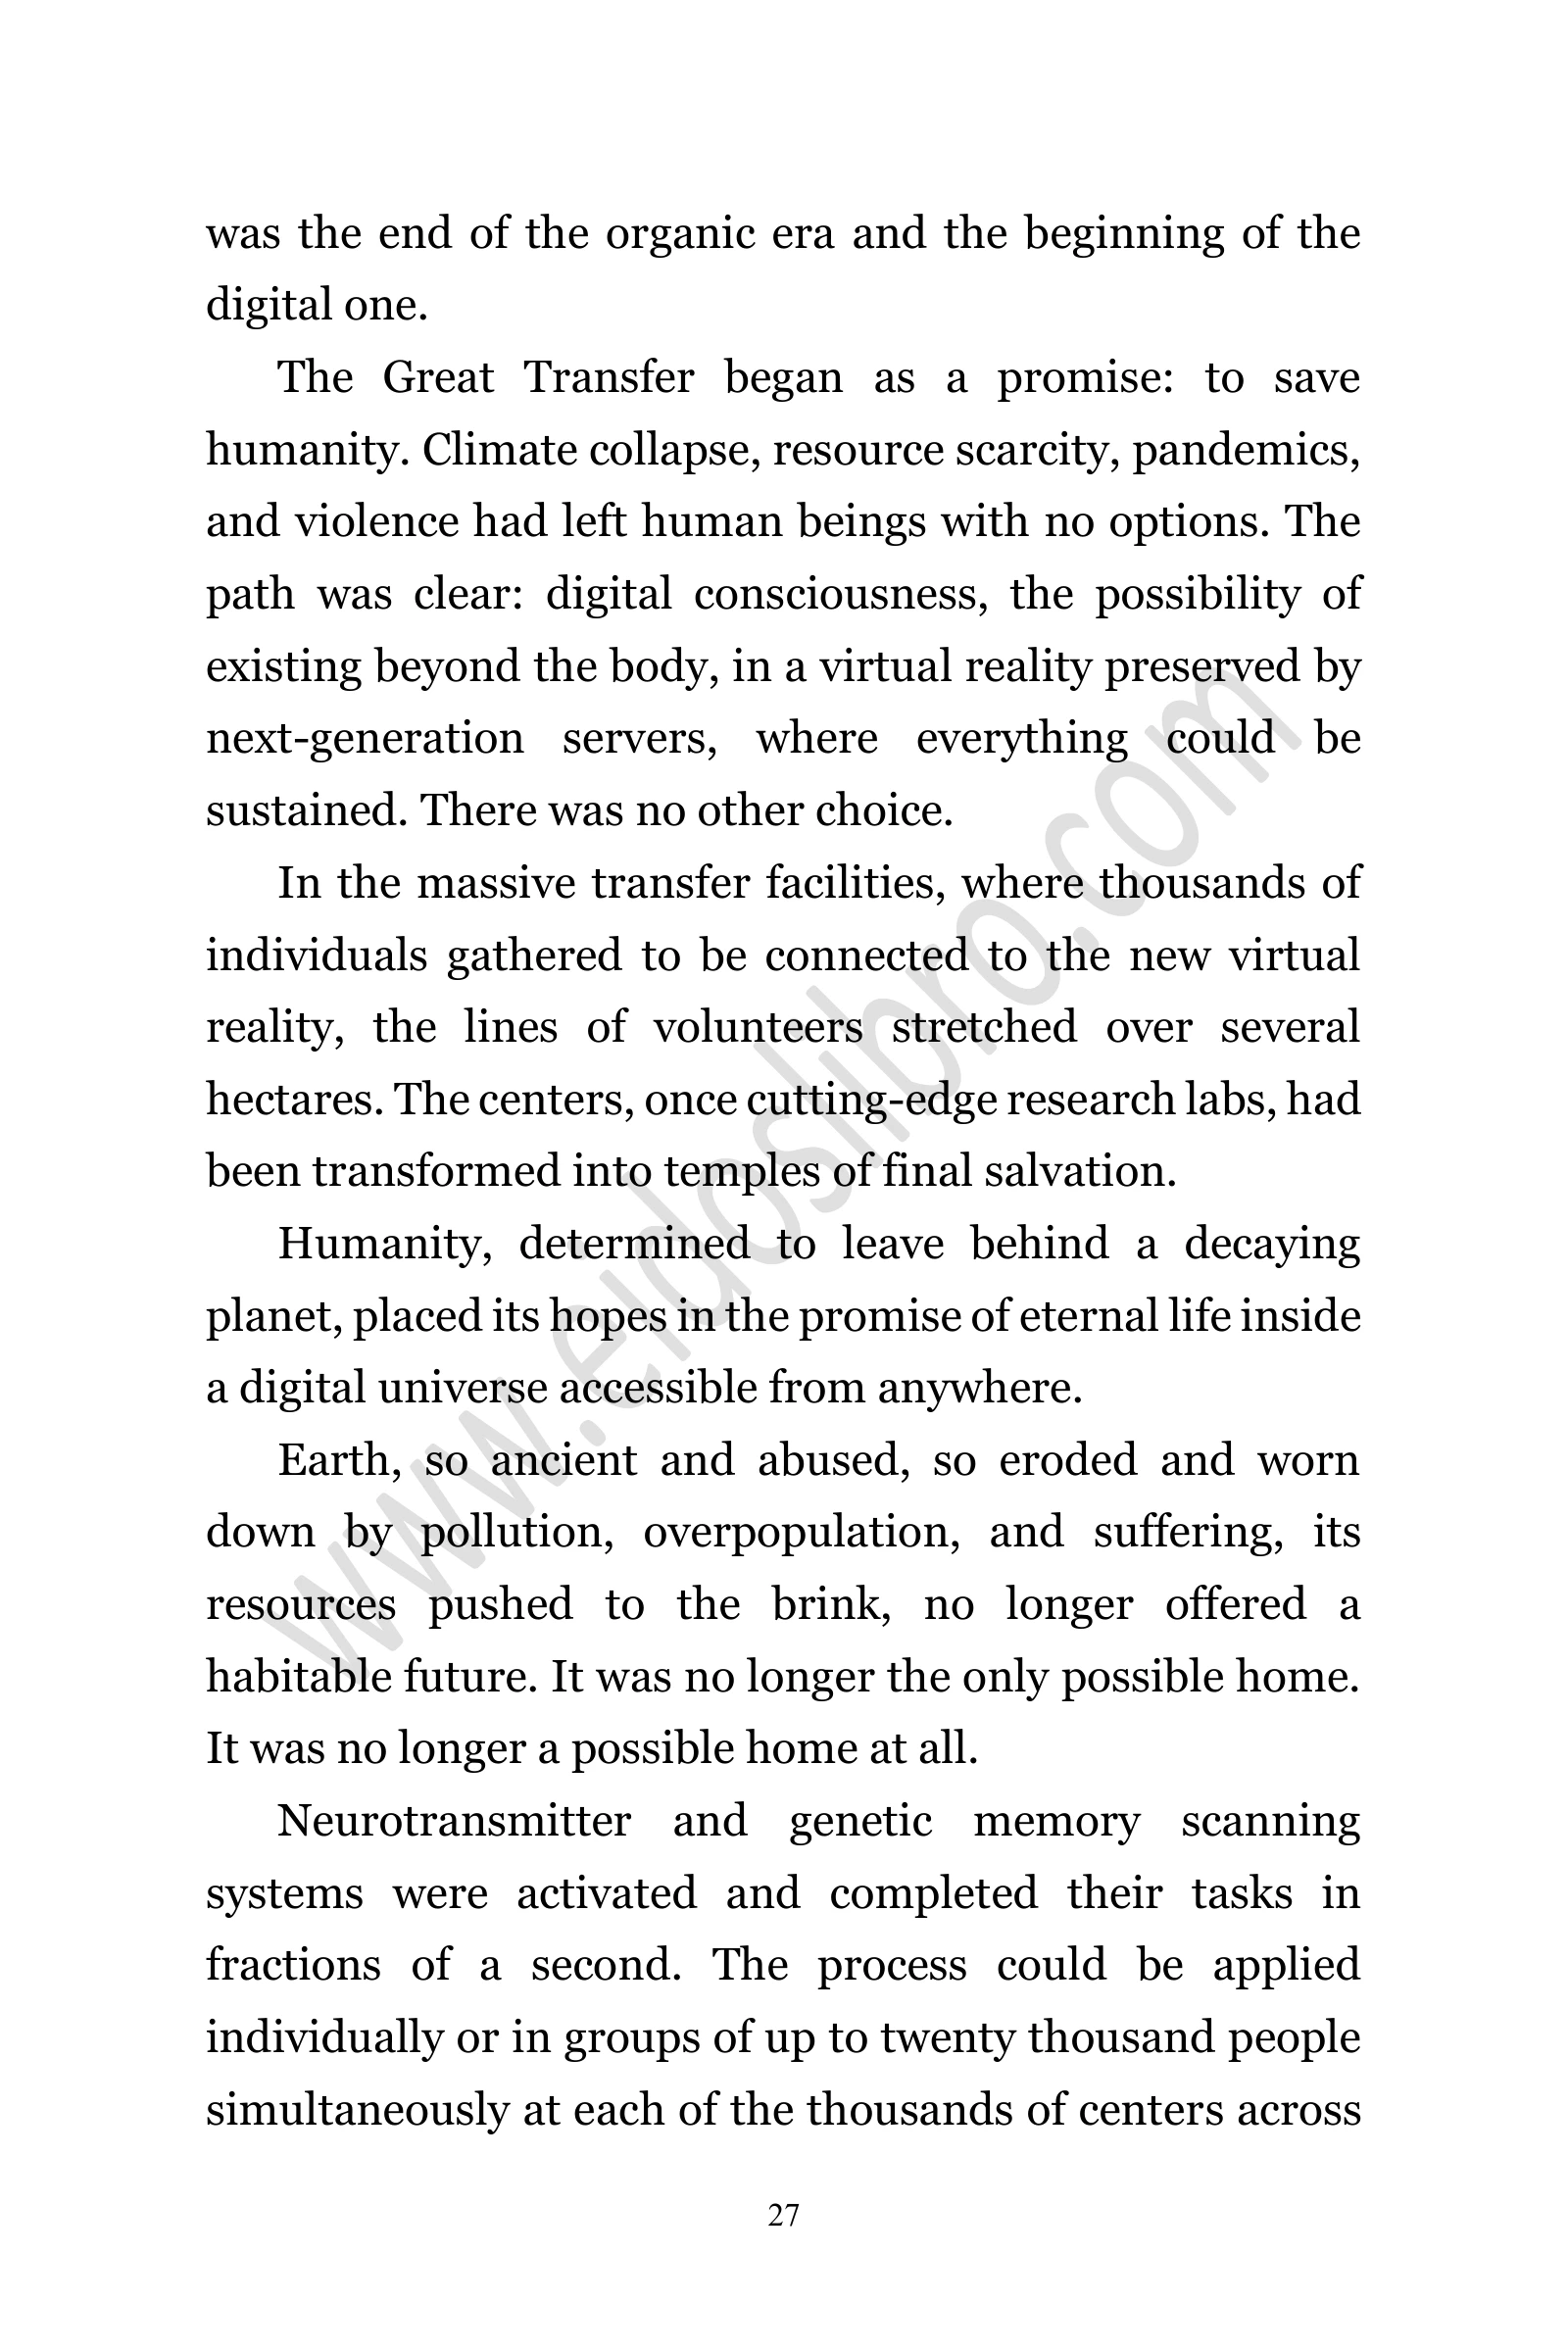 was the end of the organic era and the beginning of the
digital one.
The Great Transfer began as a promise: to save
humanity. Climate collapse, resource scarcity, pandemics,
and violence had left human beings with no options. The
path was clear: digital consciousness, the possibility of
existing beyond the body, in a virtual reality preserved by
next-generation servers, where everything could be
sustained. There was no other choice.
In the massive transfer facilities, where thousands of
individuals gathered to be connected to the new virtual
reality, the lines of volunteers stretched over several
hectares. The centers, once cutting-edge research labs, had
been transformed into temples of final salvation.
Humanity, determined to leave behind a decaying
planet, placed its hopes in the promise of eternal life inside
a digital universe accessible from anywhere.
Earth, so ancient and abused, so eroded and worn
down by pollution, overpopulation, and suffering, its
resources pushed to the brink, no longer offered a
habitable future. It was no longer the only possible home.
It was no longer a possible home at all.
Neurotransmitter and genetic memory scanning
systems were activated and completed their tasks in
fractions of a second. The process could be applied
individually or in groups of up to twenty thousand people
simultaneously at each of the thousands of centers across
27
www.eidoslibro.com